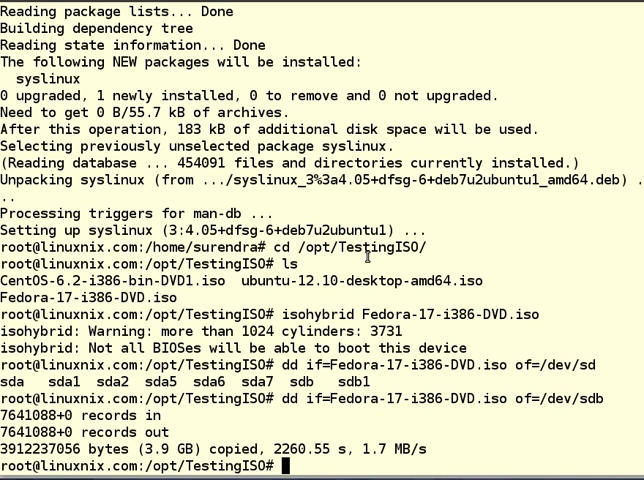 Reading package lists... Done
Building dependency tree
Reading state information... Done
The following NEW packages will be installed:
  syslinux
0 upgraded, 1 newly installed, 0 to remove and 0 not upgraded.
Need to get 0 B/55.7 kB of archives.
After this operation, 183 kB of additional disk space will be used.
Selecting previously unselected package syslinux.
(Reading database ... 454091 files and directories currently installed.)
Unpacking syslinux (from .../syslinux_3%3a4.05+dfsg-6+deb7u2ubuntu1_amd64.deb) .
..
Processing triggers for man-db ...
Setting up syslinux (3:4.05+dfsg-6+deb7u2ubuntu1) ...
root@linuxnix.com:/home/surendra# cd /opt/TestingISO/
root@linuxnix.com:/opt/TestingISO# ls
CentOS-6.2-i386-bin-DVD1.iso  ubuntu-12.10-desktop-amd64.iso
Fedora-17-i386-DVD.iso
root@linuxnix.com:/opt/TestingISO# isohybrid Fedora-17-i386-DVD.iso
isohybrid: Warning: more than 1024 cylinders: 3731
isohybrid: Not all BIOSes will be able to boot this device
root@linuxnix.com:/opt/TestingISO# dd if=Fedora-17-i386-DVD.iso of=/dev/sd
sda   sda1  sda2  sda5  sda6  sda7  sdb   sdb1
root@linuxnix.com:/opt/TestingISO# dd if=Fedora-17-i386-DVD.iso of=/dev/sdb
7641088+0 records in
7641088+0 records out
3912237056 bytes (3.9 GB) copied, 2260.55 s, 1.7 MB/s
root@linuxnix.com:/opt/TestingISO#